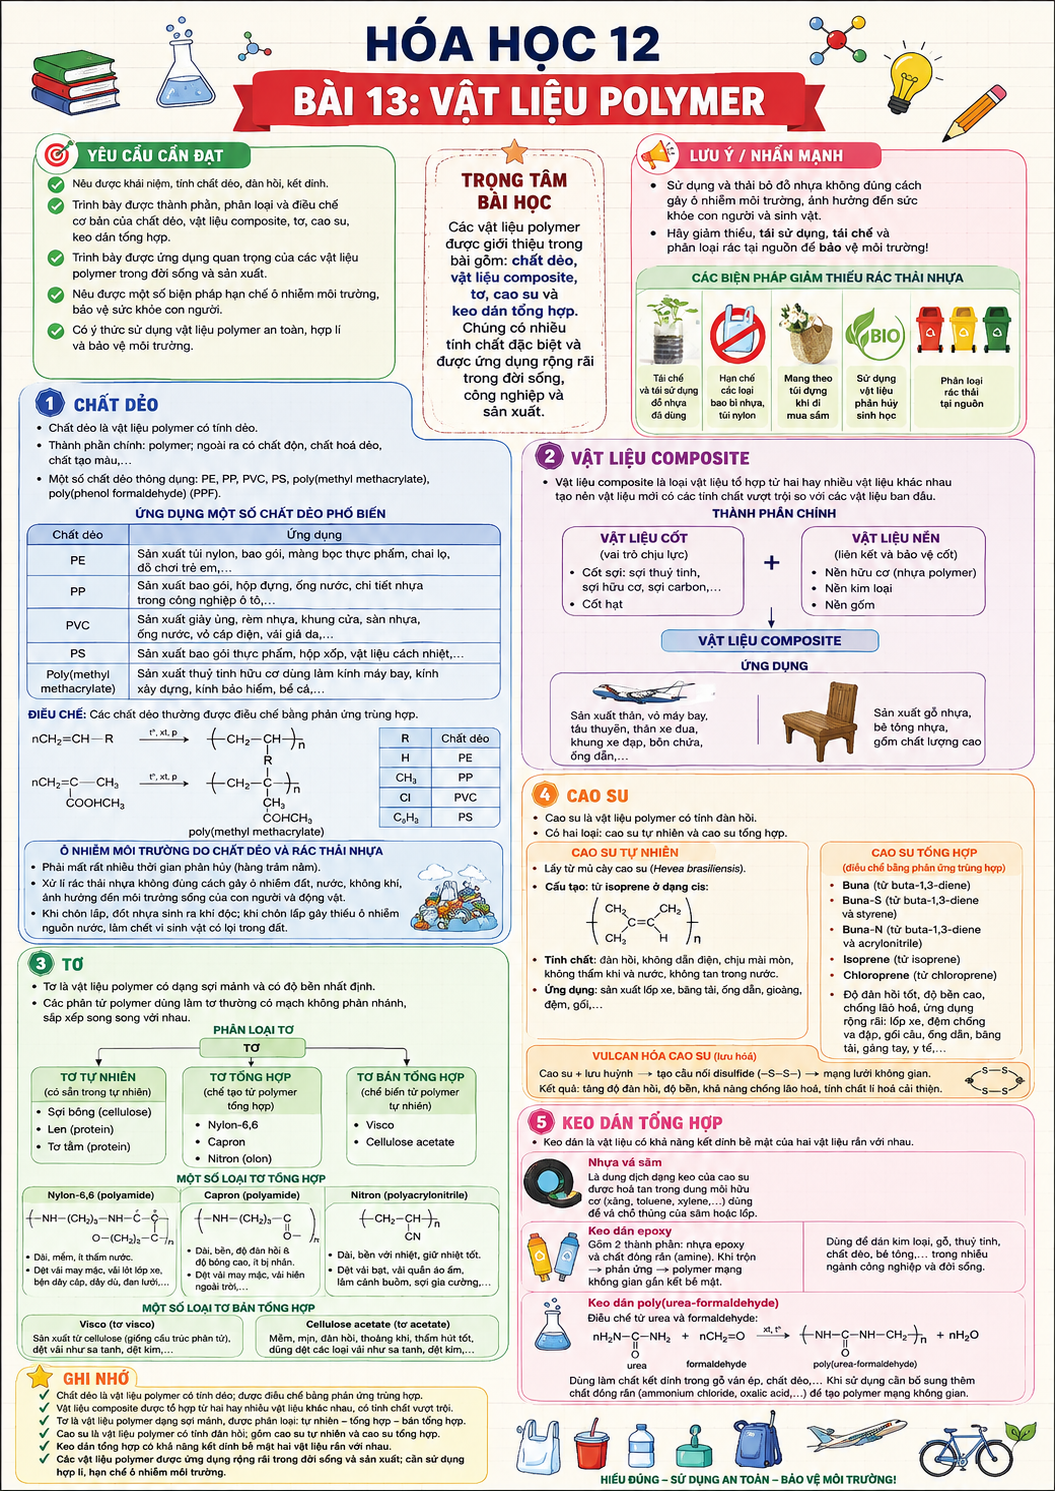 HÓA HỌC 12
BÀI 13: VẬT LIỆU POLYMER
YÊU CẦU CẦN ĐẠT
Nêu được khái niệm, tính chất dẻo, đàn hồi, kết dính.
Trình bày được thành phần, phân loại và điều chế
cơ bản của chất dẻo, vật liệu composite, tơ, cao su,
keo dán tổng hợp.
Trình bày được ứng dụng quan trọng của các vật liệu
polymer trong đời sống và sản xuất.
Nêu được một số biện pháp hạn chế ô nhiễm môi trường,
bảo vệ sức khỏe con người.
Có ý thức sử dụng vật liệu polymer an toàn, hợp lí
và bảo vệ môi trường.
TRỌNG TÂM
BÀI HỌC
Các vật liệu polymer
được giới thiệu trong
bài gồm: chất dẻo,
vật liệu composite,
tơ, cao su và
keo dán tổng hợp.
Chúng có nhiều
tính chất đặc biệt và
được ứng dụng rộng rãi
trong đời sống,
công nghiệp và
sản xuất.
LƯU Ý / NHẤN MẠNH
• Sử dụng và thải bỏ đồ nhựa không đúng cách
gây ô nhiễm môi trường, ảnh hưởng đến sức
khỏe con người và sinh vật.
• Hãy giảm thiểu, tái sử dụng, tái chế và
phân loại rác tại nguồn để bảo vệ môi trường!
CÁC BIỆN PHÁP GIẢM THIỂU RÁC THẢI NHỰA
BIO
Tái chế
và tái sử dụng
đồ nhựa
đã dùng
Hạn chế
các loại
bao bì nhựa,
túi nylon
Mang theo
túi đựng
khi đi
mua sắm
Sử dụng
vật liệu
phân hủy
sinh học
Phân loại
rác thải
tại nguồn
1 CHẤT DẺO
• Chất dẻo là vật liệu polymer có tính dẻo.
• Thành phần chính: polymer; ngoài ra có chất độn, chất hoá dẻo,
chất tạo màu,...
• Một số chất dẻo thông dụng: PE, PP, PVC, PS, poly(methyl methacrylate),
poly(phenol formaldehyde) (PPF).
ỨNG DỤNG MỘT SỐ CHẤT DẺO PHỔ BIẾN
Chất dẻo Ứng dụng
PE Sản xuất túi nylon, bao gói, màng bọc thực phẩm, chai lọ,
đồ chơi trẻ em,...
PP Sản xuất bao gói, hộp đựng, ống nước, chi tiết nhựa
trong công nghiệp ô tô,...
PVC Sản xuất giày ủng, rèm nhựa, khung cửa, sàn nhựa,
ống nước, vỏ cáp điện, vải giả da,...
PS Sản xuất bao gói thực phẩm, hộp xốp, vật liệu cách nhiệt,...
Poly(methyl
methacrylate)
Sản xuất thuỷ tinh hữu cơ dùng làm kính máy bay, kính
xây dựng, kính bảo hiểm, bể cá,...
ĐIỀU CHẾ: Các chất dẻo thường được điều chế bằng phản ứng trùng hợp.
nCH₂=CH—R t°, xt, p (CH₂—CH)n
R
nCH₂=C—CH₃ t°, xt, p (CH₂—C)n
COOHCH₃ CH₃
COHCH₃
poly(methyl methacrylate)
R Chất dẻo
H PE
CH₃ PP
Cl PVC
PS
Ô NHIỄM MÔI TRƯỜNG DO CHẤT DẺO VÀ RÁC THẢI NHỰA
• Phải mất rất nhiều thời gian phân hủy (hàng trăm năm).
• Xử lí rác thải nhựa không đúng cách gây ô nhiễm đất, nước, không khí,
ảnh hưởng đến môi trường sống của con người và động vật.
• Khi chôn lấp, đốt nhựa sinh ra khí độc; khi chôn lấp gây thiếu ô nhiễm
nguồn nước, làm chết vi sinh vật có lợi trong đất.
2 VẬT LIỆU COMPOSITE
• Vật liệu composite là loại vật liệu tổ hợp từ hai hay nhiều vật liệu khác nhau
tạo nên vật liệu mới có các tính chất vượt trội so với các vật liệu ban đầu.
THÀNH PHẦN CHÍNH
VẬT LIỆU CỐT
(vai trò chịu lực)
• Cốt sợi: sợi thuỷ tinh,
sợi hữu cơ, sợi carbon,...
• Cốt hạt
+
VẬT LIỆU NỀN
(liên kết và bảo vệ cốt)
• Nền hữu cơ (nhựa polymer)
• Nền kim loại
• Nền gốm
VẬT LIỆU COMPOSITE
ỨNG DỤNG
Sản xuất thân, vỏ máy bay,
tàu thuyền, thân xe đua,
khung xe đạp, bồn chứa,
ống dẫn,...
Sản xuất gỗ nhựa,
bê tông nhựa,
gốm chất lượng cao
3 TƠ
• Tơ là vật liệu polymer có dạng sợi mảnh và có độ bền nhất định.
• Các phân tử polymer dùng làm tơ thường có mạch không phân nhánh,
sắp xếp song song với nhau.
PHÂN LOẠI TƠ
TƠ
TƠ TỰ NHIÊN
(có sẵn trong tự nhiên)
• Sợi bông (cellulose)
• Len (protein)
• Tơ tằm (protein)
TƠ TỔNG HỢP
(chế tạo từ polymer
tổng hợp)
• Nylon-6,6
• Capron
• Nitron (olon)
TƠ BÁN TỔNG HỢP
(chế biến từ polymer
tự nhiên)
• Visco
• Cellulose acetate
MỘT SỐ LOẠI TƠ TỔNG HỢP
Nylon-6,6 (polyamide)
(NH—(CH₂)₃—NH—C—C
O—(CH₂)₃—C)n
• Dài, mềm, ít thấm nước.
• Dệt vải may mặc, vải lót lốp xe,
bện dây cáp, dây dù, đan lưới,...
Capron (polyamide)
(NH—(CH₂)₃—C
O)n
• Dài, bền, độ đàn hồi
độ bóng cao, ít bị nhăn.
• Dệt vải may mặc, vải hiên
ngoài trời,...
Nitron (polyacrylonitrile)
(CH₂—CH)n
CN
• Dài, bền với nhiệt, giữ nhiệt tốt.
• Dệt vải bạt, vải quần áo ấm,
làm cánh buồm, sợi gia cường,...
MỘT SỐ LOẠI TƠ BÁN TỔNG HỢP
Visco (tơ visco)
Sản xuất từ cellulose (giống cấu trúc phân tử),
dệt vải như sa tanh, dệt kim,...
Cellulose acetate (tơ acetate)
Mềm, mịn, đàn hồi, thoáng khí, thấm hút tốt,
dùng dệt các loại vải như sa tanh, dệt kim,...
4 CAO SU
• Cao su là vật liệu polymer có tính đàn hồi.
• Có hai loại: cao su tự nhiên và cao su tổng hợp.
CAO SU TỰ NHIÊN
• Lấy từ mủ cây cao su (Hevea brasiliensis).
• Cấu tạo: từ isoprene ở dạng cis:
CH₂ CH₂
C=C
CH₂ H n
• Tính chất: đàn hồi, không dẫn điện, chịu mài mòn,
không thấm khí và nước, không tan trong nước.
• Ứng dụng: sản xuất lốp xe, băng tải, ống dẫn, gioăng,
đệm, gối,...
CAO SU TỔNG HỢP
(điều chế bằng phản ứng trùng hợp)
• Buna (từ buta-1,3-diene)
• Buna-S (từ buta-1,3-diene
và styrene)
• Buna-N (từ buta-1,3-diene
và acrylonitrile)
• Isoprene (từ isoprene)
• Chloroprene (từ chloroprene)
• Độ đàn hồi tốt, độ bền cao,
chống lão hoá, ứng dụng
rộng rãi: lốp xe, đệm chống
va đập, gối cầu, ống dẫn, băng
tải, găng tay, y tế,...
VULCAN HÓA CAO SU (lưu hoá)
Cao su + lưu huỳnh → tạo cầu nối disulfide (–S–S–) → mạng lưới không gian.
Kết quả: tăng độ đàn hồi, độ bền, khả năng chống lão hoá, tính chất lí hoá cải thiện.
S—S
S—S
5 KEO DÁN TỔNG HỢP
• Keo dán là vật liệu có khả năng kết dính bề mặt của hai vật liệu rắn với nhau.
Nhựa vá săm
Là dung dịch dạng keo của cao su
được hoà tan trong dung môi hữu
cơ (xăng, toluene, xylene,...) dùng
để vá chỗ thủng của săm hoặc lốp.
Keo dán epoxy
Gồm 2 thành phần: nhựa epoxy
và chất đóng rắn (amine). Khi trộn
→ phản ứng → polymer mạng
không gian gắn kết bề mặt.
Dùng để dán kim loại, gỗ, thuỷ tinh,
chất dẻo, bê tông,... trong nhiều
ngành công nghiệp và đời sống.
Keo dán poly(urea-formaldehyde)
Điều chế từ urea và formaldehyde:
nH₂N—C—NH₂ + nCH₂=O xt, t° (NH—C—NH—CH₂)n + nH₂O
O O
urea formaldehyde poly(urea-formaldehyde)
Dùng làm chất kết dính trong gỗ ván ép, chất dẻo,... Khi sử dụng cần bổ sung thêm
chất đóng rắn (ammonium chloride, oxalic acid,...) để tạo polymer mạng không gian.
GHI NHỚ
Chất dẻo là vật liệu polymer có tính dẻo; được điều chế bằng phản ứng trùng hợp.
Vật liệu composite được tổ hợp từ hai hay nhiều vật liệu khác nhau, có tính chất vượt trội.
Tơ là vật liệu polymer dạng sợi mảnh, được phân loại: tự nhiên – tổng hợp – bán tổng hợp.
Cao su là vật liệu polymer có tính đàn hồi; gồm cao su tự nhiên và cao su tổng hợp.
Keo dán tổng hợp có khả năng kết dính bề mặt hai vật liệu rắn với nhau.
Các vật liệu polymer được ứng dụng rộng rãi trong đời sống và sản xuất; cần sử dụng
hợp lí, hạn chế ô nhiễm môi trường.
HIỂU ĐÚNG – SỬ DỤNG AN TOÀN – BẢO VỆ MÔI TRƯỜNG!